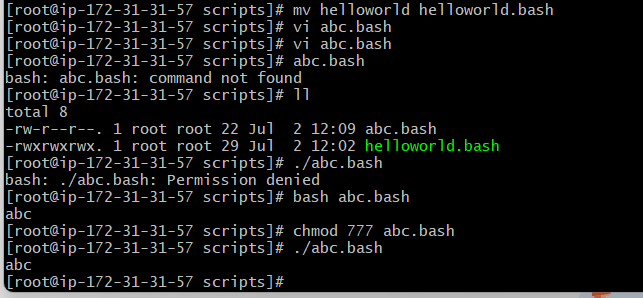 [root@ip-172-31-31-57 scripts]# mv helloworld helloworld.bash
[root@ip-172-31-31-57 scripts]# vi abc.bash
[root@ip-172-31-31-57 scripts]# vi abc.bash
[root@ip-172-31-31-57 scripts]# abc.bash
bash: abc.bash: command not found
[root@ip-172-31-31-57 scripts]# ll
total 8
-rw-r--r--. 1 root root 22 Jul  2 12:09 abc.bash
-rwxrwxrwx. 1 root root 29 Jul  2 12:02 helloworld.bash
[root@ip-172-31-31-57 scripts]# ./abc.bash
bash: ./abc.bash: Permission denied
[root@ip-172-31-31-57 scripts]# bash abc.bash
abc
[root@ip-172-31-31-57 scripts]# chmod 777 abc.bash
[root@ip-172-31-31-57 scripts]# ./abc.bash
abc
[root@ip-172-31-31-57 scripts]#